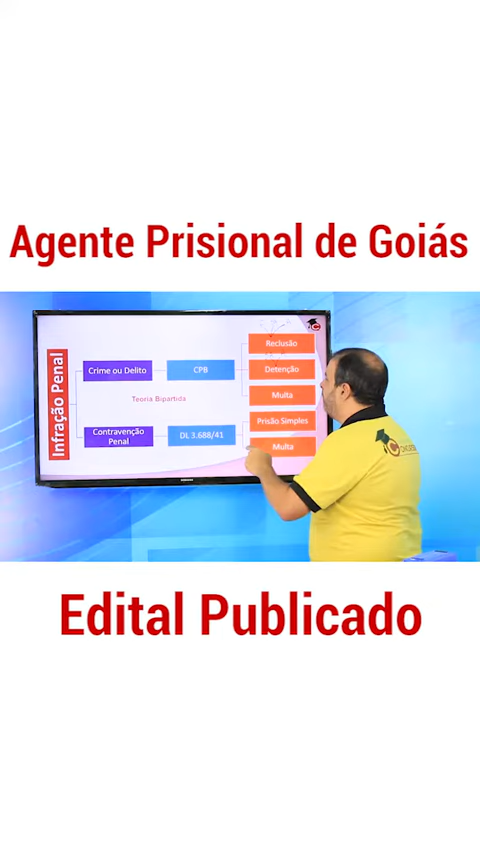 Agente Prisional de Goiás
Infração Penal
Crime ou Delito
CPB
Reclusão
Detenção
Multa
Teoria Bipartida
Contravenção
Penal
DL 3.688/41
Prisão Simples
Multa
Edital Publicado